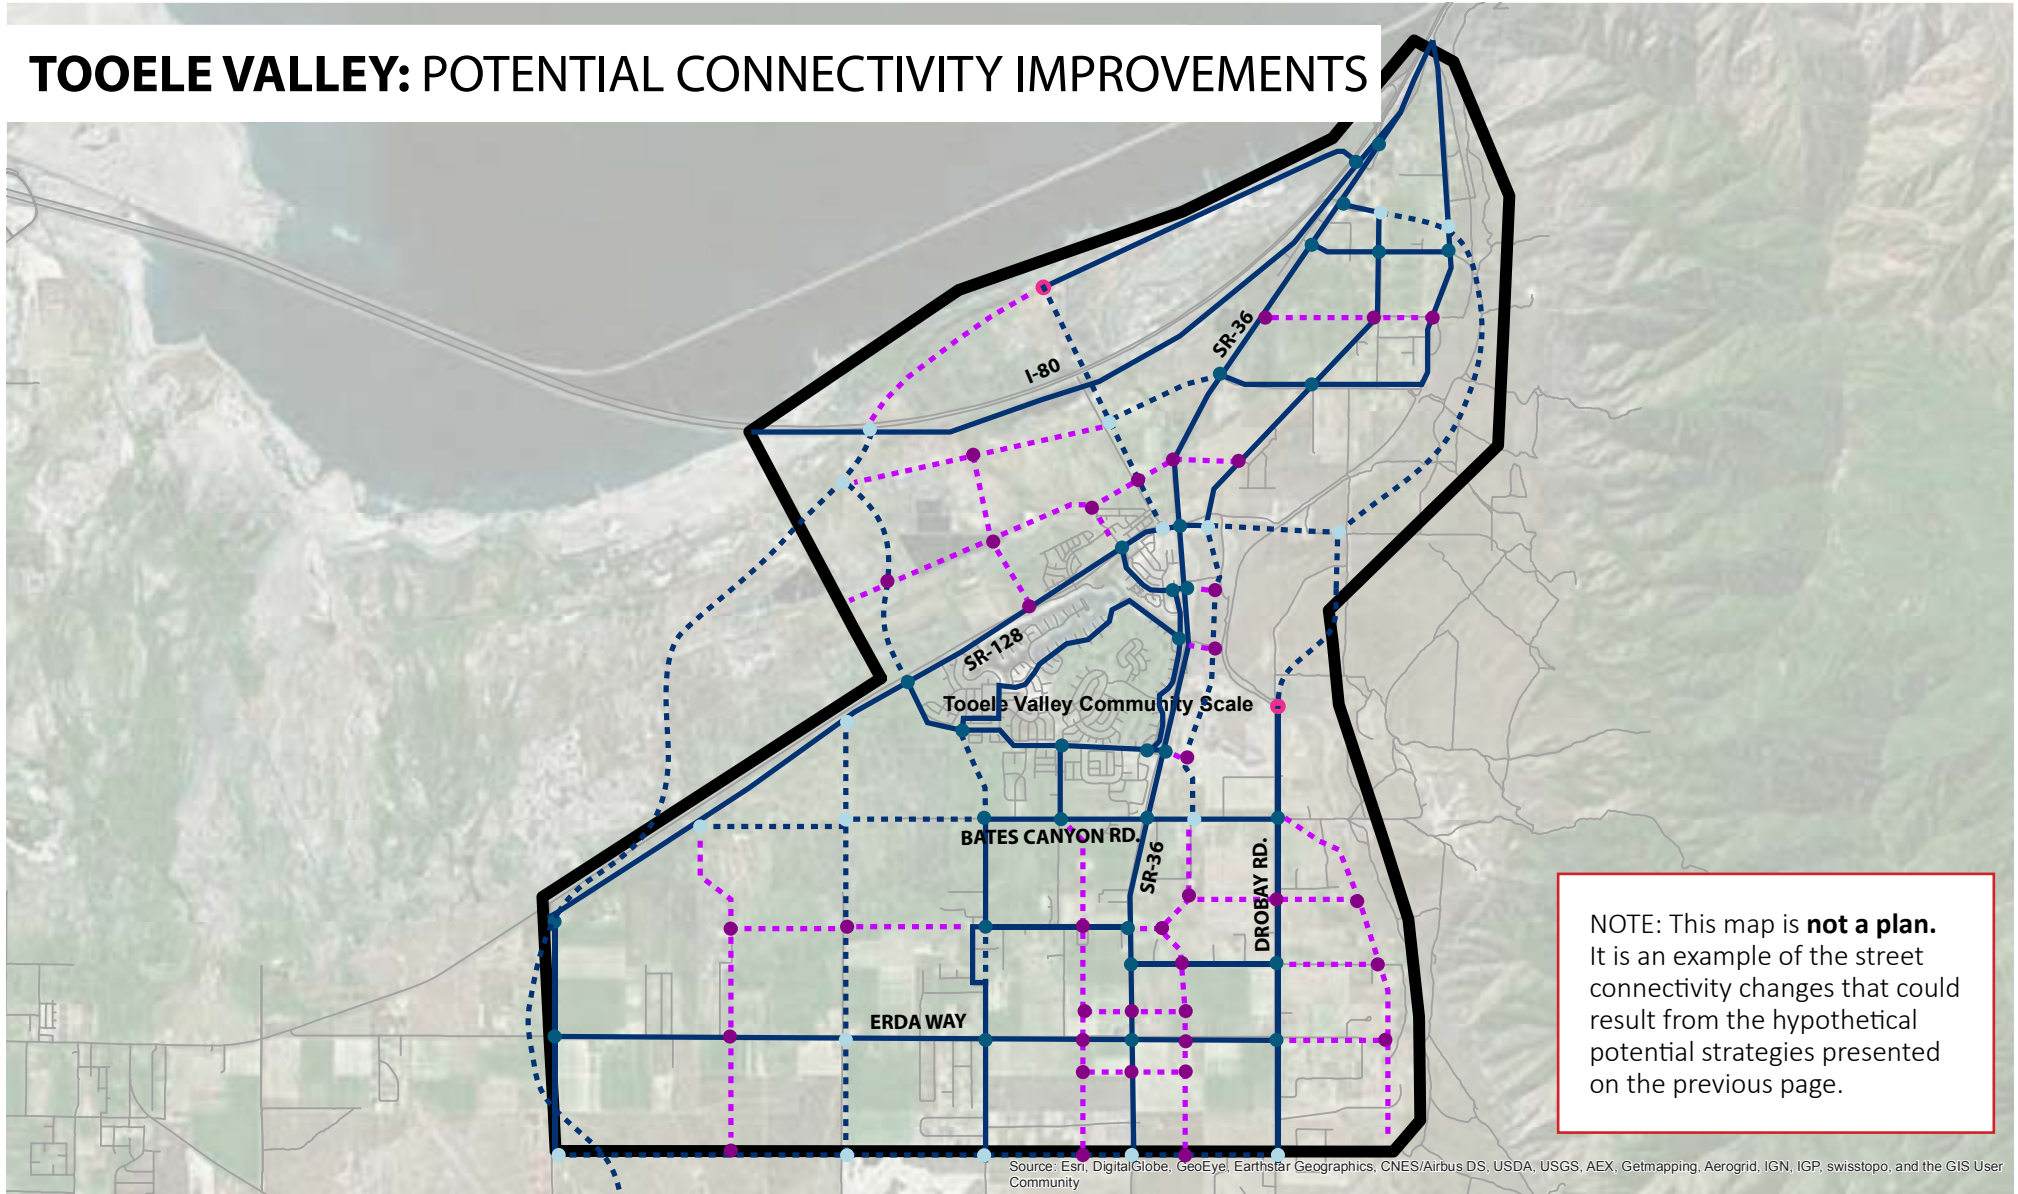 TOOELE VALLEY: POTENTIAL CONNECTIVITY IMPROVEMENTS
I-80
SR-36
SR-128
Tooele Valley Community Scale
BATES CANYON RD.
SR-36
DROBAY RD.
ERDA WAY
NOTE: This map is not a plan.
It is an example of the street
connectivity changes that could
result from the hypothetical
potential strategies presented
on the previous page.
Source: Esri, DigitalGlobe, GeoEye, Earthstar Geographics, CNES/Airbus DS, USDA, USGS, AEX, Getmapping, Aerogrid, IGN, IGP, swisstopo, and the GIS User
Community